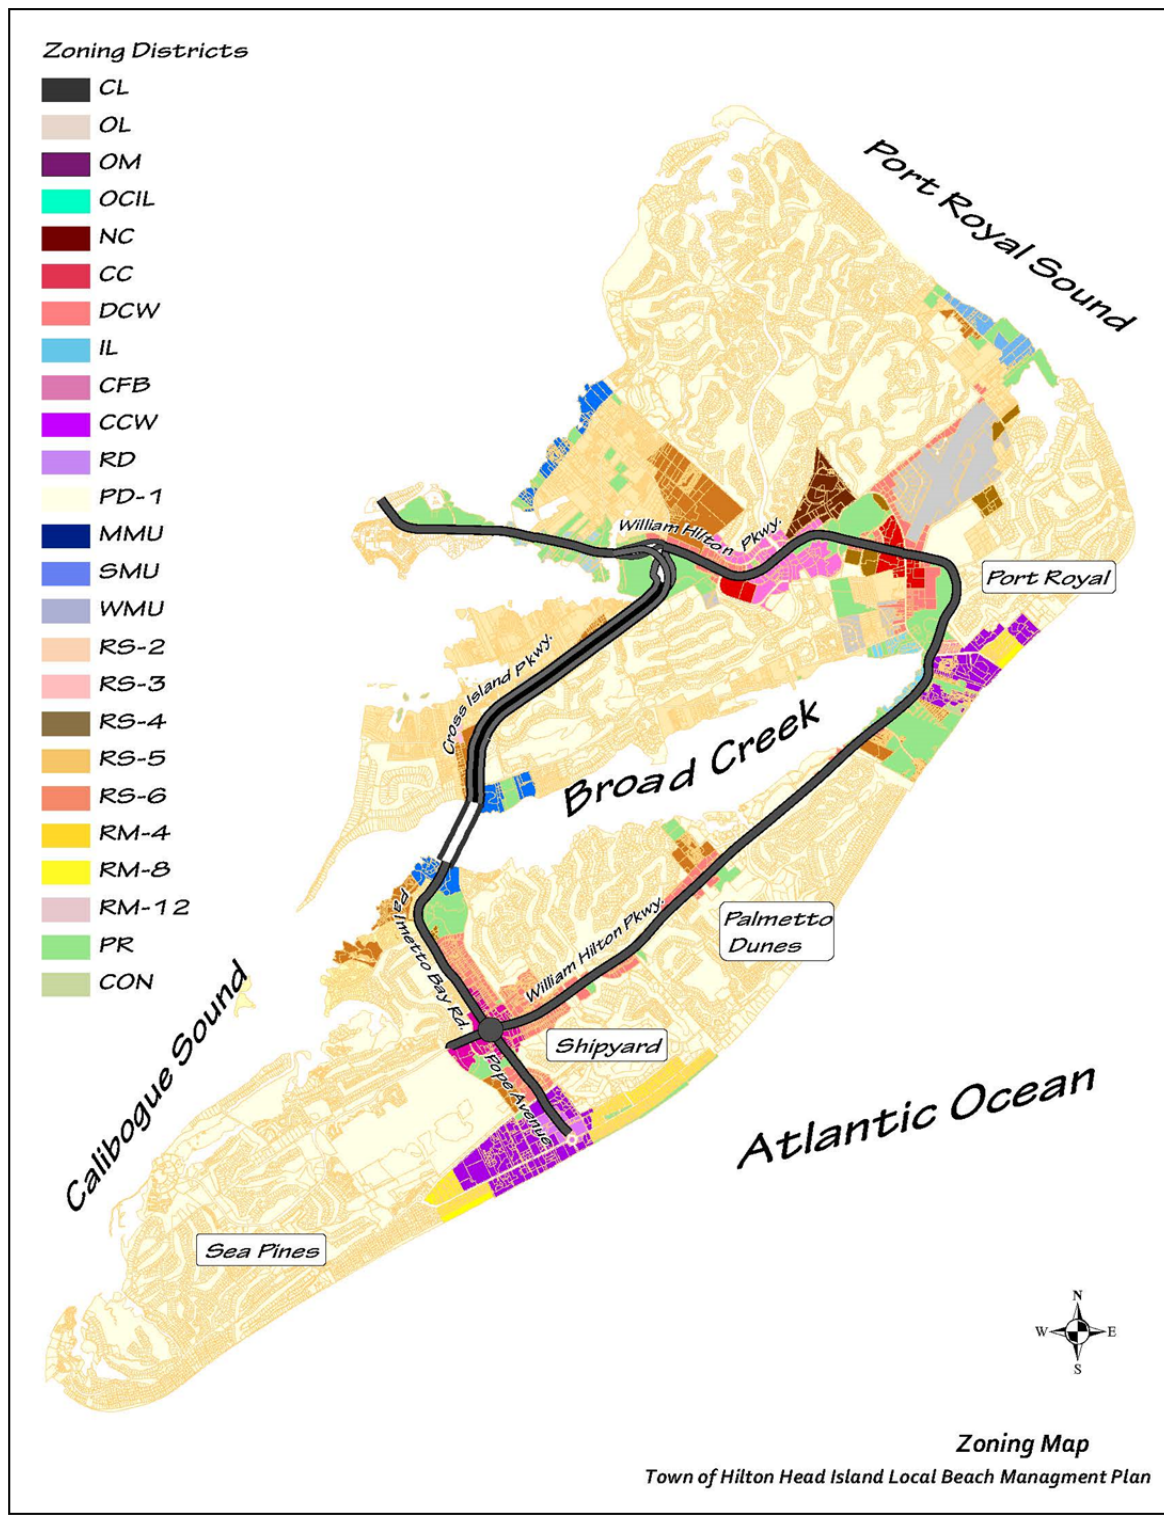 Zoning Districts
CL
OL
OM
OCIL
NC
CC
DCW
IL
CFB
CCW
RD
PD-1
MMU
SMU
WMU
RS-2
RS-3
RS-4
RS-5
RS-6
RM-4
RM-8
RM-12
PR
CON
Port Royal Sound
William Hilton Pkwy.
Port Royal
Cross Island Pkwy.
Broad Creek
Palmetto Bay Rd.
William Hilton Pkwy.
Palmetto
Dunes
Calibogue Sound
Shipyard
Pope Avenue
Atlantic Ocean
Sea Pines
N
W
E
S
Zoning Map
Town of Hilton Head Island Local Beach Managment Plan